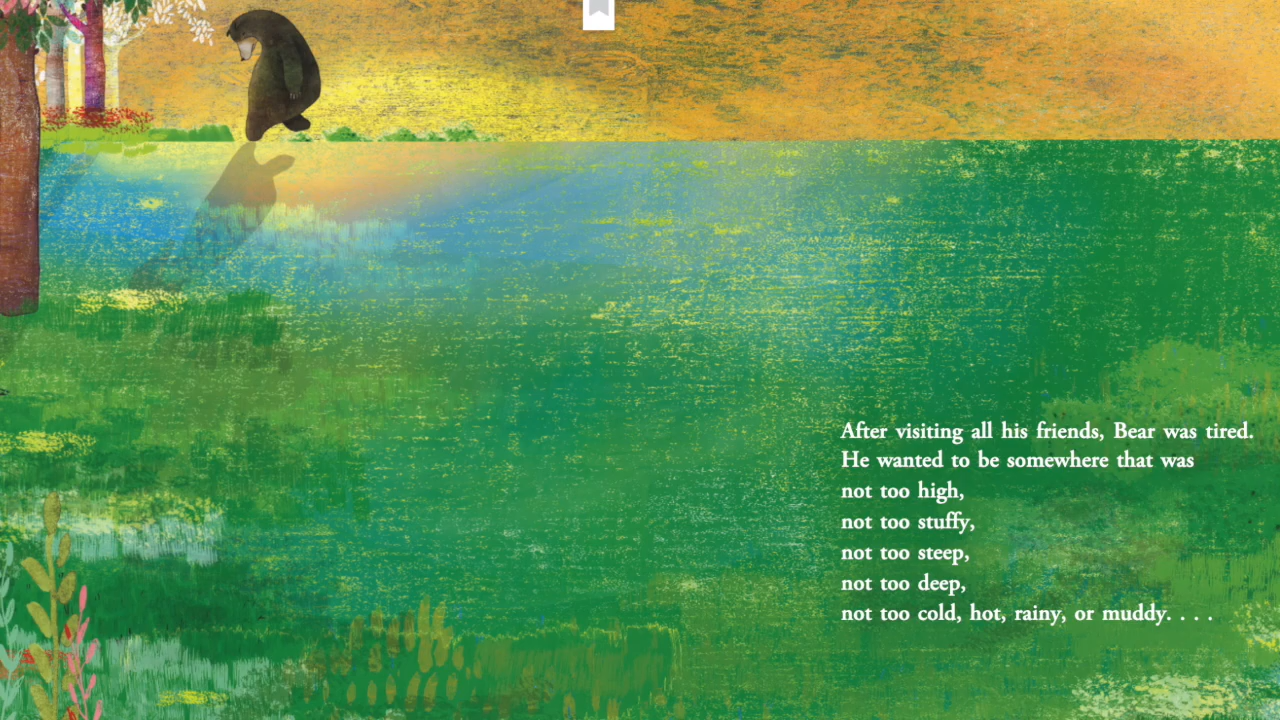 After visiting all his friends, Bear was tired.
He wanted to be somewhere that was
not too high,
not too stuffy,
not too steep,
not too deep,
not too cold, hot, rainy, or muddy. . . .